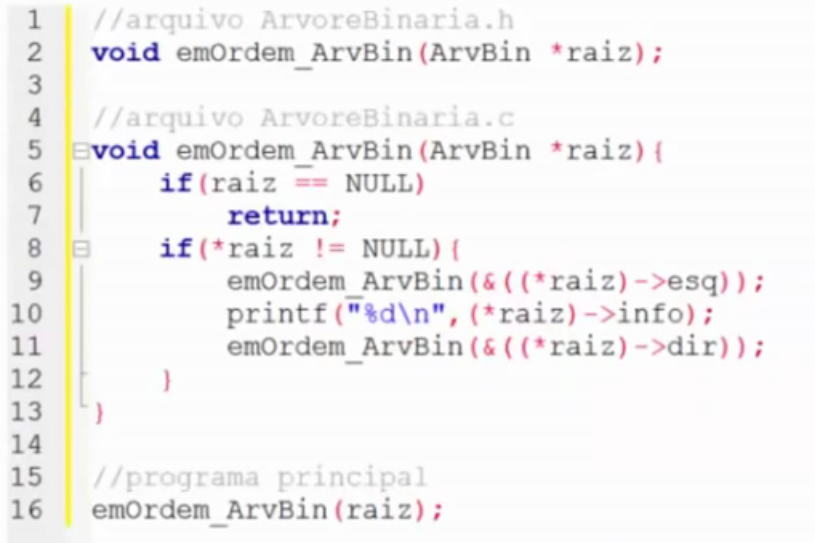 1 //arquivo ArvoreBinaria.h
2 void emOrdem_ArvBin(ArvBin *raiz);
3
4 //arquivo ArvoreBinaria.c
5 void emOrdem_ArvBin(ArvBin *raiz){
6     if(raiz == NULL)
7         return;
8     if(*raiz != NULL){
9         emOrdem_ArvBin(&((*raiz)->esq));
10         printf("%d\n",(*raiz)->info);
11         emOrdem_ArvBin(&((*raiz)->dir));
12     }
13 }
14
15 //programa principal
16 emOrdem_ArvBin(raiz);